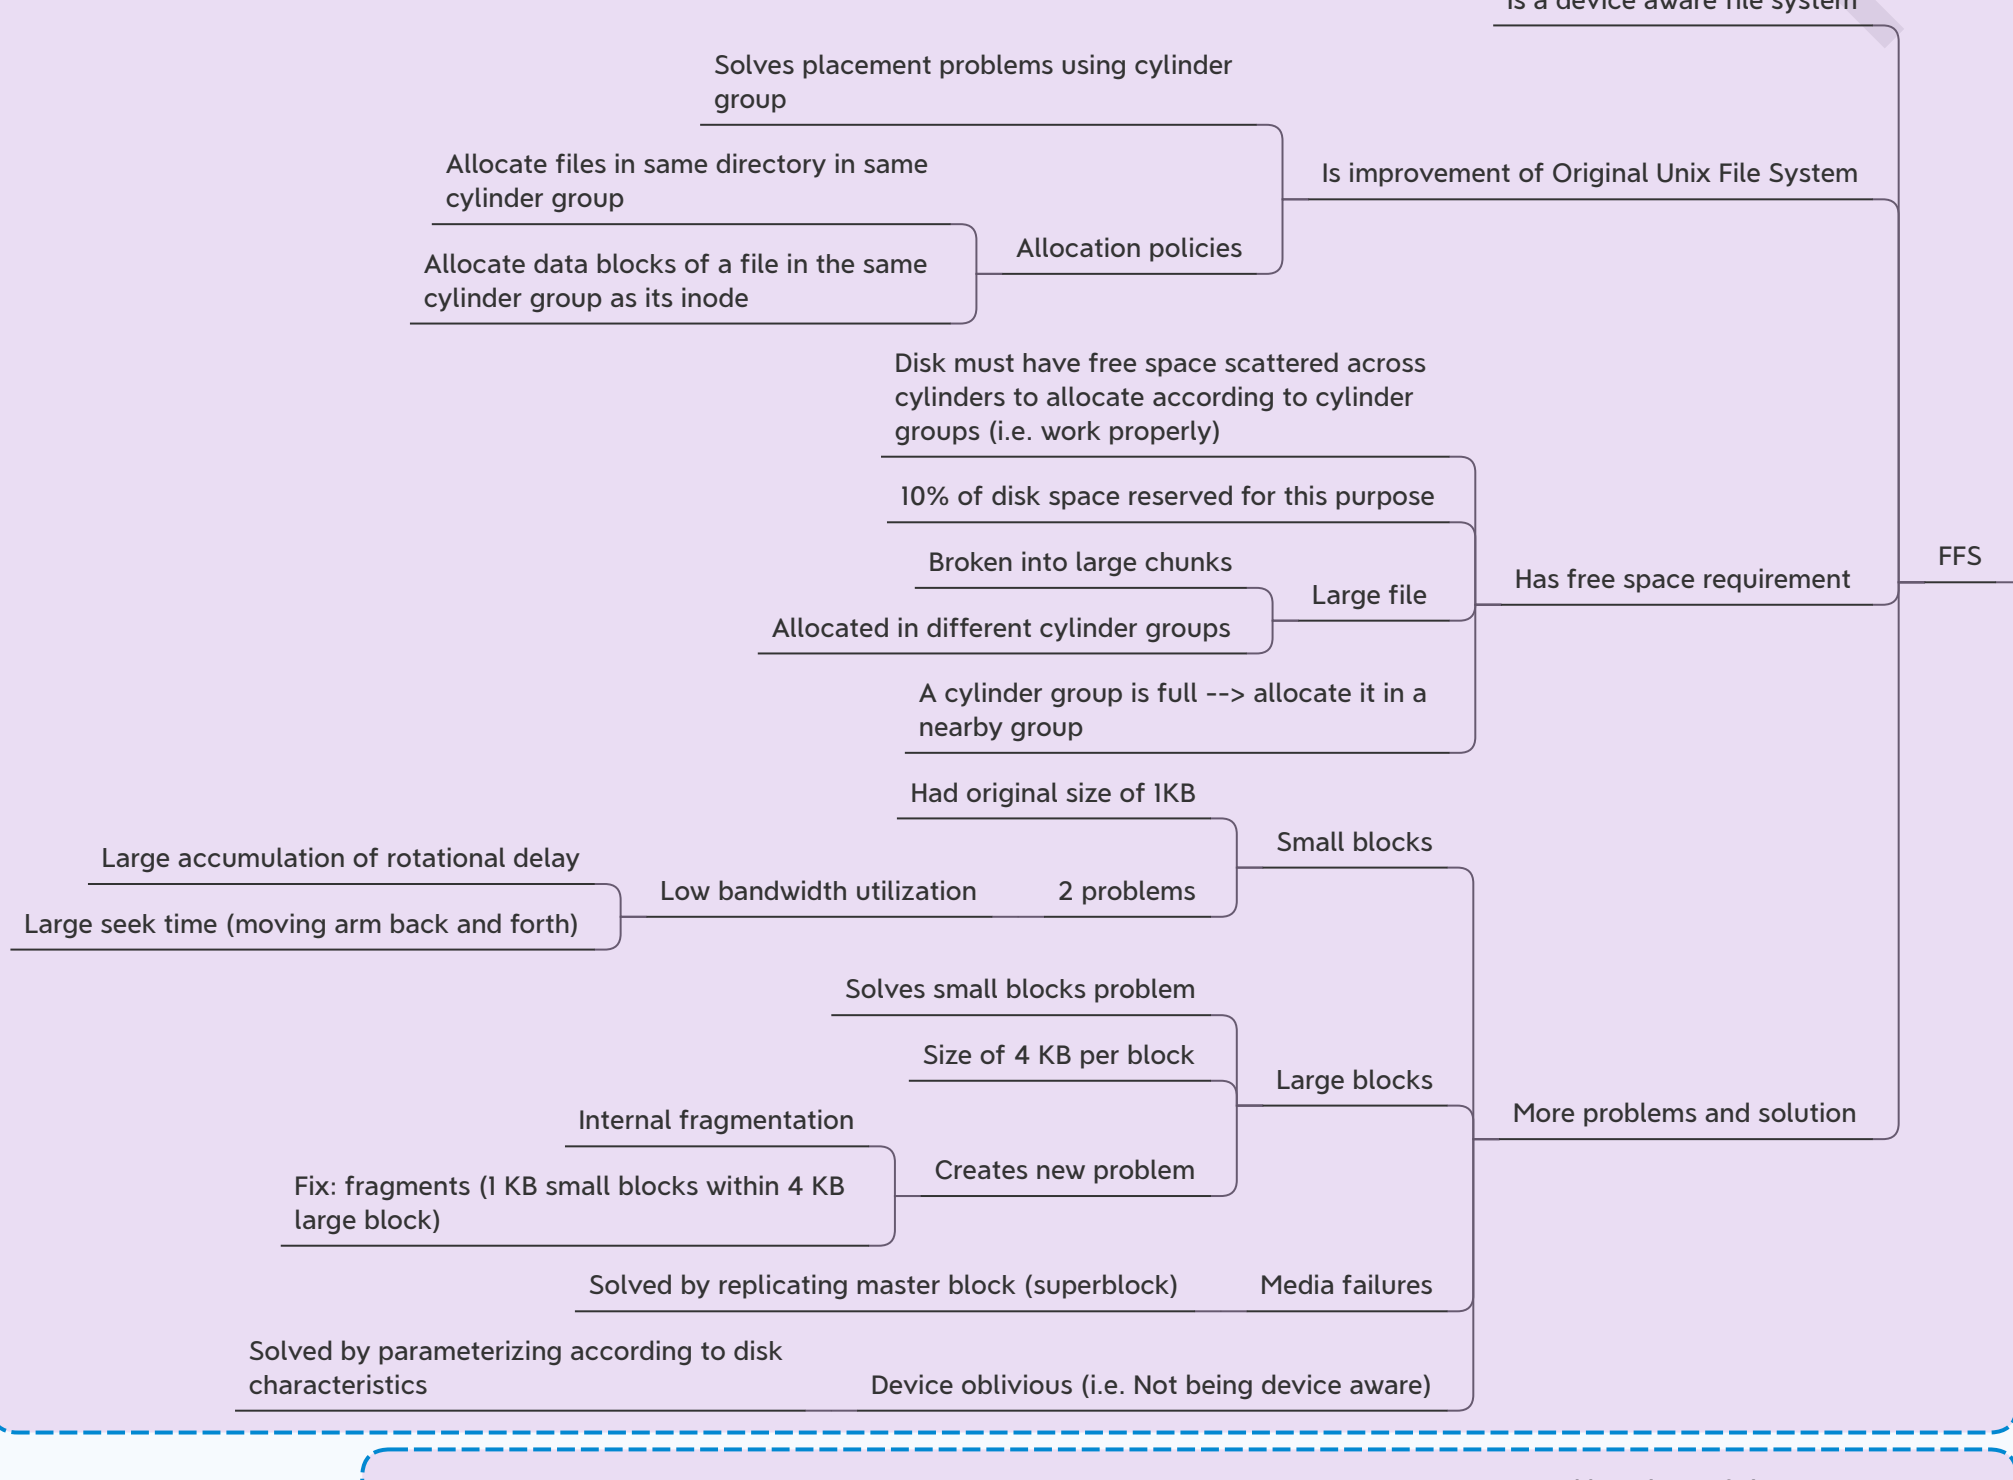 Is a device aware file system
Solves placement problems using cylinder
group
Allocate files in same directory in same
cylinder group
Is improvement of Original Unix File System
Allocation policies
Allocate data blocks of a file in the same
cylinder group as its inode
Disk must have free space scattered across
cylinders to allocate according to cylinder
groups (i.e. work properly)
10% of disk space reserved for this purpose
Broken into large chunks
Large file
Allocated in different cylinder groups
Has free space requirement
FFS
A cylinder group is full --> allocate it in a
nearby group
Had original size of 1KB
Small blocks
Large accumulation of rotational delay
Low bandwidth utilization
2 problems
Large seek time (moving arm back and forth)
Solves small blocks problem
Size of 4 KB per block
Large blocks
Internal fragmentation
Creates new problem
Fix: fragments (1 KB small blocks within 4 KB
large block)
More problems and solution
Solved by replicating master block (superblock)
Media failures
Solved by parameterizing according to disk
characteristics
Device oblivious (i.e. Not being device aware)